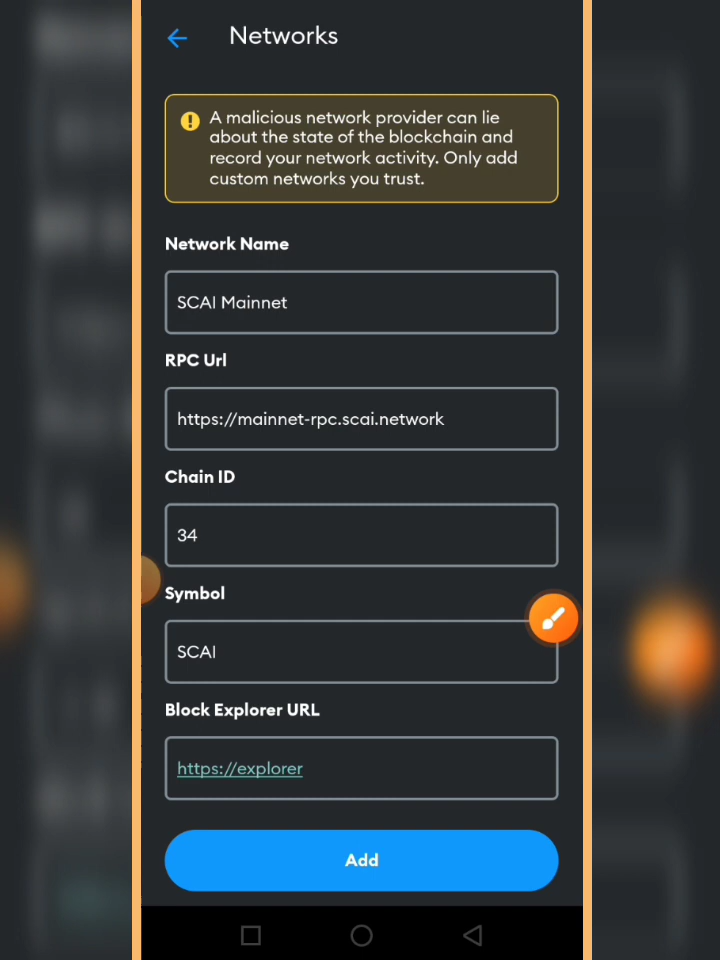 Networks
A malicious network provider can lie
about the state of the blockchain and
record your network activity. Only add
custom networks you trust.
Network Name
SCAI Mainnet
RPC Url
https://mainnet-rpc.scai.network
Chain ID
34
Symbol
SCAI
Block Explorer URL
https://explorer
Add